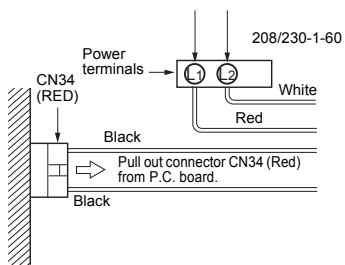 208/230-1-60
Power
terminals
L1 L2
CN34
(RED)
White
Red
Black
Pull out connector CN34 (Red)
from P.C. board.
Black